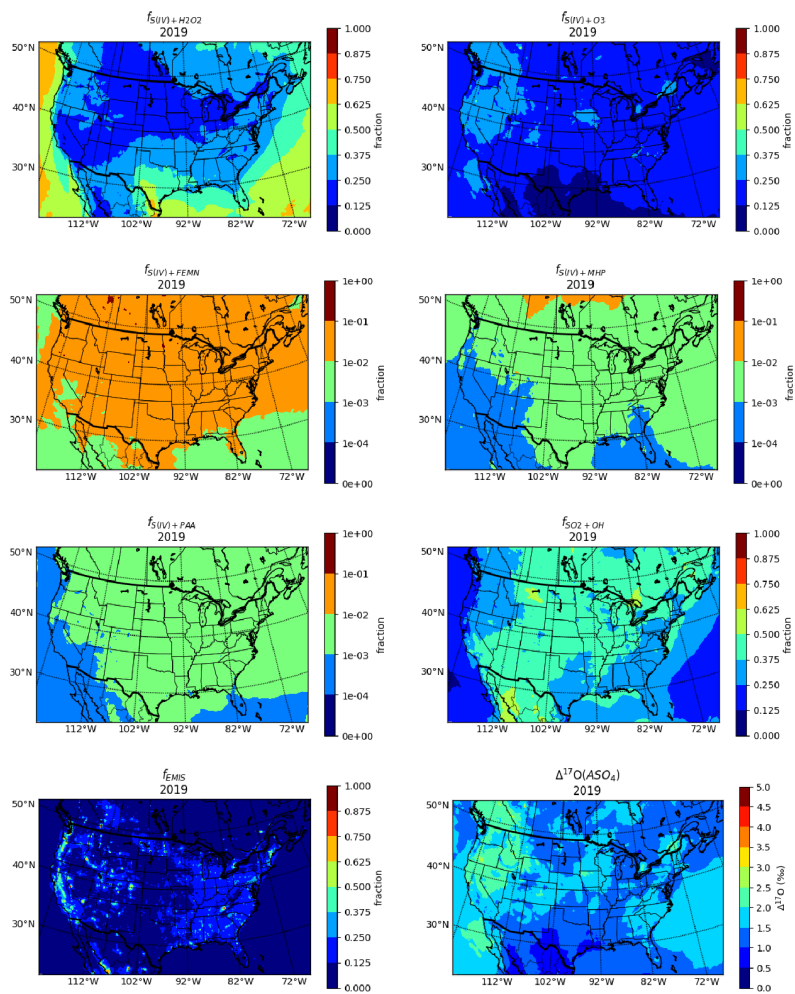 f_S(IV)+H2O2
2019
51°N
40°N
30°N
112°W 102°W 92°W 82°W 72°W
1.000
0.875
0.750
0.625
0.500
0.375
0.250
0.125
0.000
fraction
f_S(IV)+O3
2019
51°N
40°N
30°N
112°W 102°W 92°W 82°W 72°W
1.000
0.875
0.750
0.625
0.500
0.375
0.250
0.125
0.000
fraction
f_S(IV)+FEMN
2019
50°N
40°N
30°N
112°W 102°W 92°W 82°W 72°W
1e+00
1e-01
1e-02
1e-03
1e-04
0e+00
fraction
f_S(IV)+MHP
2019
50°N
40°N
30°N
112°W 102°W 92°W 82°W 72°W
1e+00
1e-01
1e-02
1e-03
1e-04
0e+00
fraction
f_S(IV)+PAA
2019
50°N
40°N
30°N
112°W 102°W 92°W 82°W 72°W
1e+00
1e-01
1e-02
1e-03
1e-04
0e+00
fraction
f_SO2+OH
2019
50°N
40°N
30°N
112°W 102°W 92°W 82°W 72°W
1.000
0.875
0.750
0.625
0.500
0.375
0.250
0.125
0.000
fraction
f_EMIS
2019
51°N
40°N
30°N
112°W 102°W 92°W 82°W 72°W
1.000
0.875
0.750
0.625
0.500
0.375
0.250
0.125
0.000
fraction
Δ¹⁷O(ASO₄)
2019
50°N
40°N
30°N
112°W 102°W 92°W 82°W 72°W
5.0
4.5
4.0
3.5
3.0
2.5
2.0
1.5
1.0
0.5
0.0
Δ¹⁷O (‰)